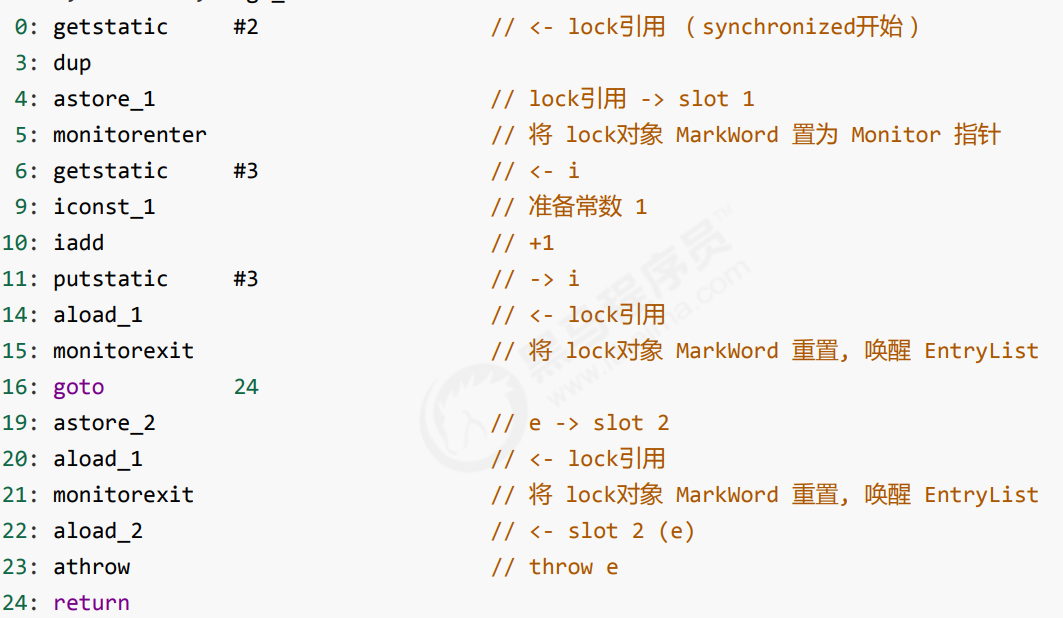 0: getstatic #2 // <- lock引用 （synchronized开始）
3: dup
4: astore_1 // lock引用 -> slot 1
5: monitorenter // 将 lock对象 MarkWord 置为 Monitor 指针
6: getstatic #3 // <- i
9: iconst_1 // 准备常数 1
10: iadd // +1
11: putstatic #3 // -> i
14: aload_1 // <- lock引用
15: monitorexit // 将 lock对象 MarkWord 重置, 唤醒 EntryList
16: goto 24
19: astore_2 // e -> slot 2
20: aload_1 // <- lock引用
21: monitorexit // 将 lock对象 MarkWord 重置, 唤醒 EntryList
22: aload_2 // <- slot 2 (e)
23: athrow // throw e
24: return
黑马程序员